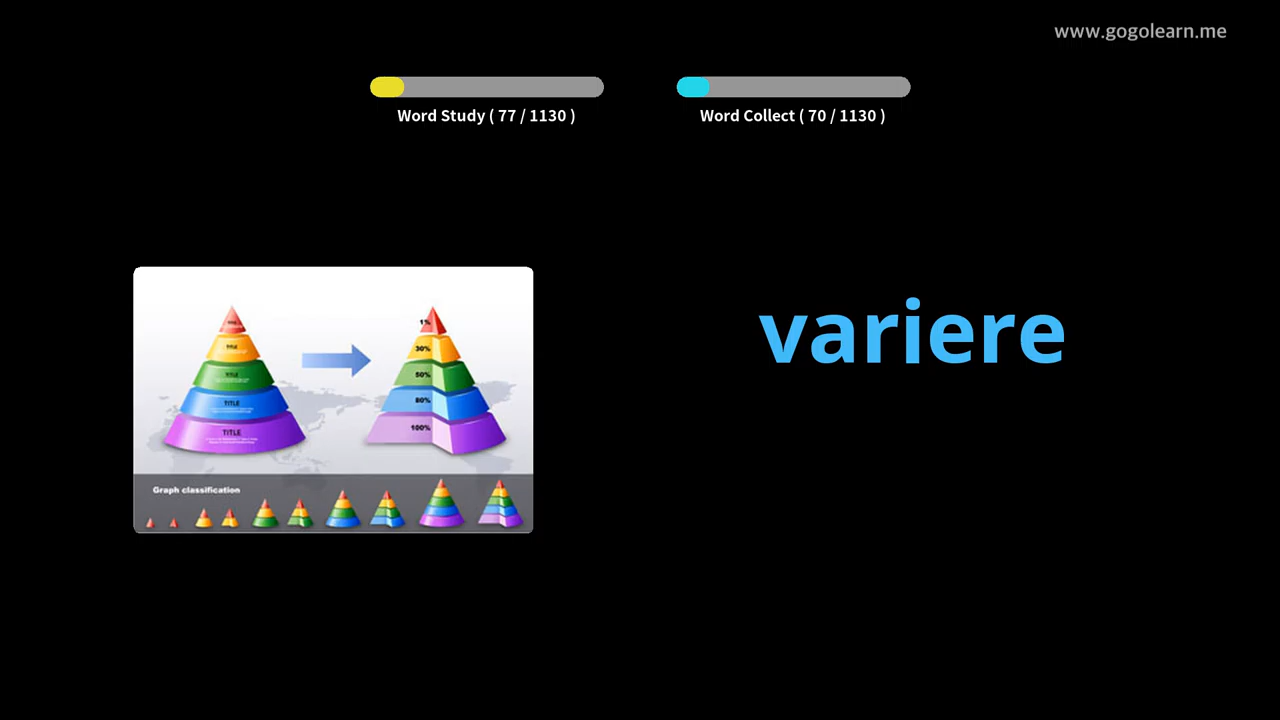 www.gogolearn.me
Word Study ( 77 / 1130 )
Word Collect ( 70 / 1130 )
variere
TITLE
TITLE
TITLE
TITLE
1%
30%
50%
80%
100%
Graph classification